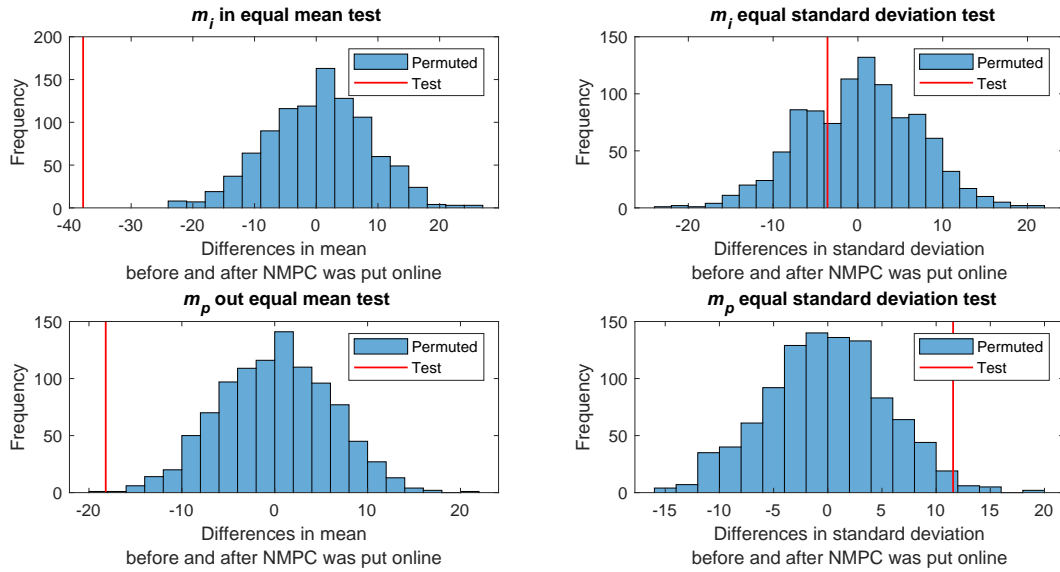 m_i in equal mean test
200
150
100
50
0
Frequency
Permuted
Test
-40 -30 -20 -10 0 10 20
Differences in mean
before and after NMPC was put online
m_i equal standard deviation test
150
100
50
0
Frequency
Permuted
Test
-20 -10 0 10 20
Differences in standard deviation
before and after NMPC was put online
m_p out equal mean test
150
100
50
0
Frequency
Permuted
Test
-20 -10 0 10 20
Differences in mean
before and after NMPC was put online
m_p equal standard deviation test
150
100
50
0
Frequency
Permuted
Test
-15 -10 -5 0 5 10 15 20
Differences in standard deviation
before and after NMPC was put online